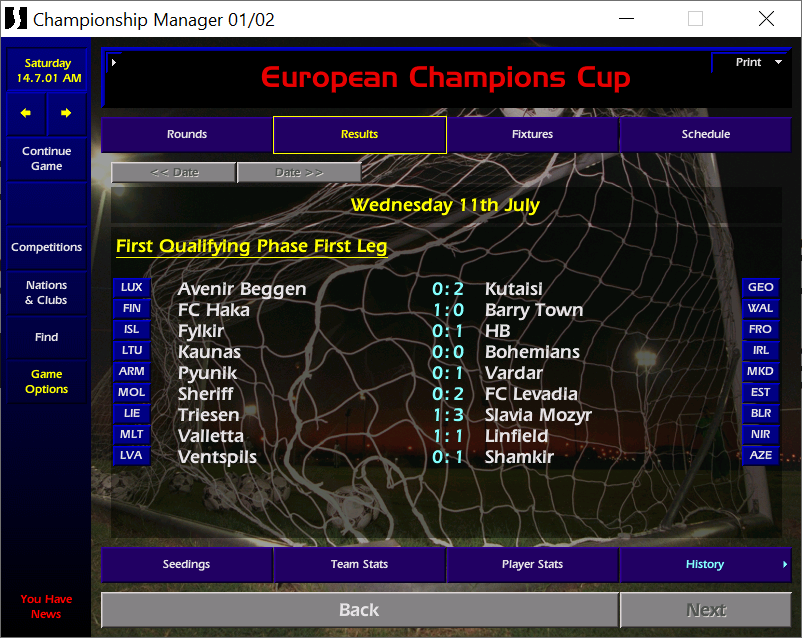 Championship Manager 01/02
Saturday
14.7.01 AM
Continue
Game
Competitions
Nations
& Clubs
Find
Game
Options
You Have
News
European Champions Cup
Print
Rounds Results Fixtures Schedule
<< Date Date >>
Wednesday 11th July
First Qualifying Phase First Leg
LUX Avenir Beggen 0:2 Kutaisi GEO
FIN FC Haka 1:0 Barry Town WAL
ISL Fylkir 0:1 HB FRO
LTU Kaunas 0:0 Bohemians IRL
ARM Pyunik 0:1 Vardar MKD
MOL Sheriff 0:2 FC Levadia EST
LIE Triesen 1:3 Slavia Mozyr BLR
MLT Valletta 1:1 Linfield NIR
LVA Ventspils 0:1 Shamkir AZE
Seedings Team Stats Player Stats History
Back Next